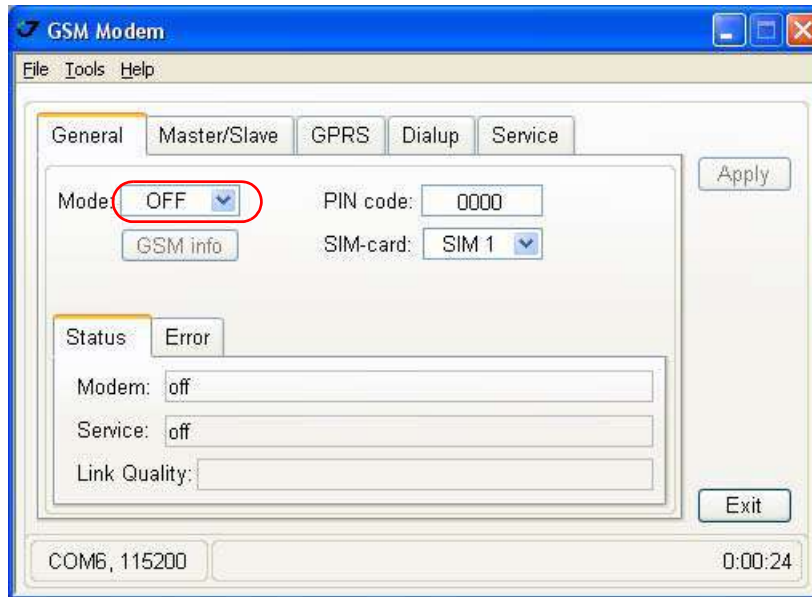 GSM Modem
File Tools Help
General Master/Slave GPRS Dialup Service
Apply
Mode: OFF PIN code: 0000
GSM info SIM-card: SIM 1
Status Error
Modem: off
Service: off
Link Quality:
Exit
COM6, 115200 0:00:24